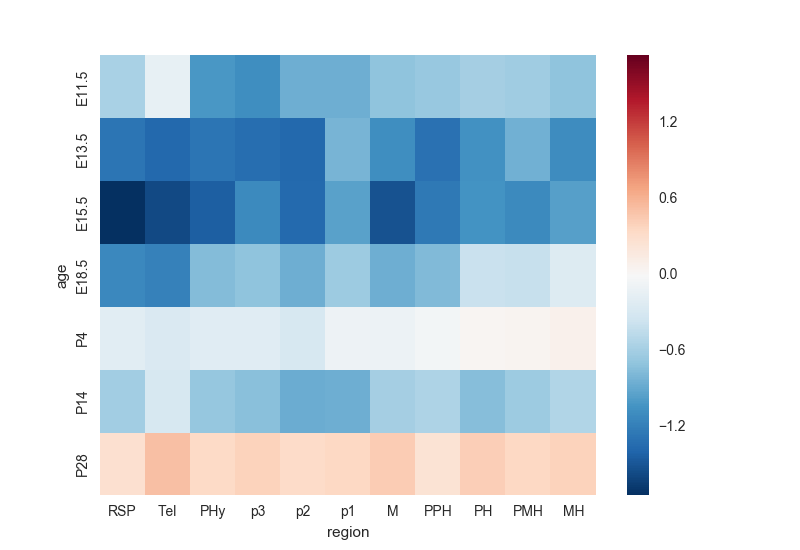 E11.5
E13.5
E15.5
E18.5
P4
P14
P28
age
RSP Tel PHy p3 p2 p1 M PPH PH PMH MH
region
1.2
0.6
0.0
−0.6
−1.2